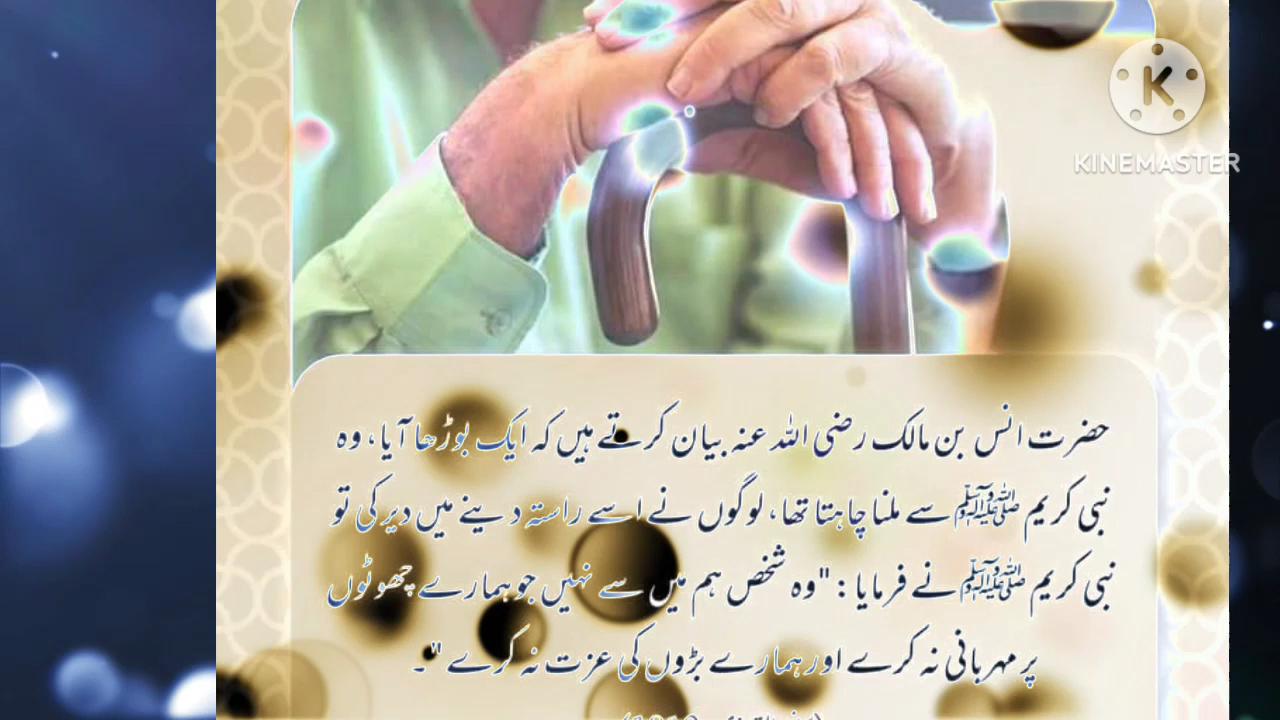 KINEMASTER
حضرت انس بن مالک رضی اللہ عنہ بیان کرتے ہیں کہ ایک بوڑھا آیا، وہ
نبی کریم ﷺ سے ملنا چاہتا تھا، لوگوں نے اسے راستہ دینے میں دیر کی تو
نبی کریم ﷺ نے فرمایا: "وہ شخص ہم میں سے نہیں جو ہمارے چھوٹوں
پر مہربانی نہ کرے اور ہمارے بڑوں کی عزت نہ کرے"۔